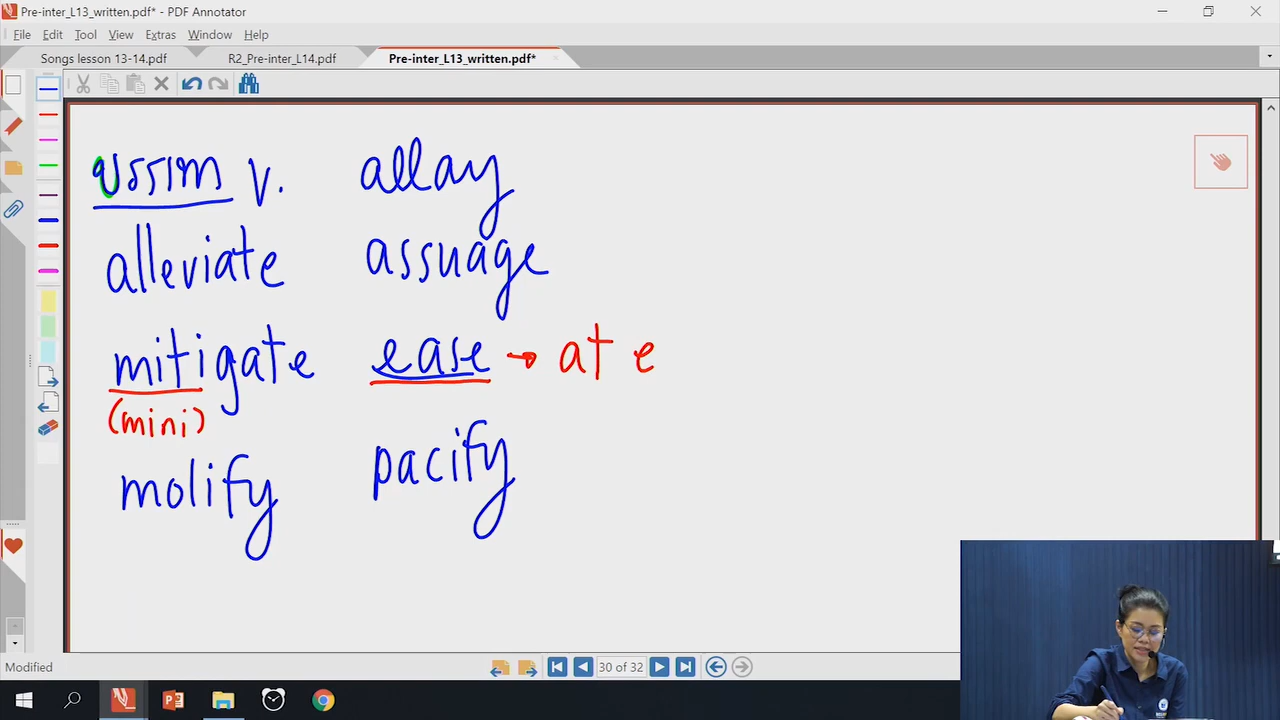 Pre-inter_L13_written.pdf* - PDF Annotator
File Edit Tool View Extras Window Help
Songs lesson 13-14.pdf R2_Pre-inter_L14.pdf Pre-inter_L13_written.pdf*
บรรเทา v. allay
alleviate assuage
mitigate ease → at e
(mini)
molify pacify
Modified 30 of 32